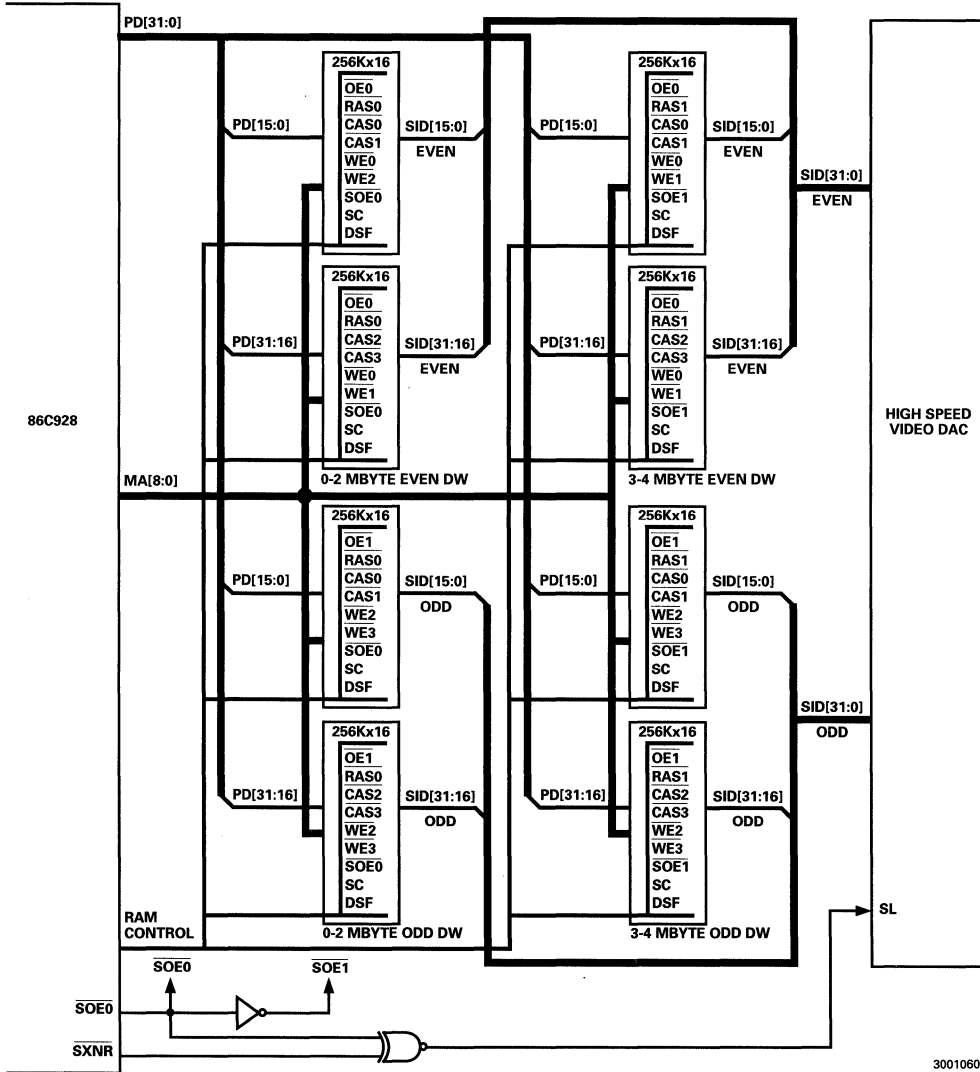 PD[31:0]
86C928
MA[8:0]
RAM
CONTROL
SOE0
SXNR
PD[15:0]
256Kx16
OE0
RAS0
CAS0
CAS1
WE0
WE2
SOE0
SC
DSF
SID[15:0]
EVEN
PD[15:0]
256Kx16
OE0
RAS1
CAS0
CAS1
WE0
WE1
SOE1
SC
DSF
SID[15:0]
EVEN
SID[31:0]
EVEN
PD[31:16]
256Kx16
OE0
RAS0
CAS2
CAS3
WE0
WE1
SOE0
SC
DSF
SID[31:16]
EVEN
0-2 MBYTE EVEN DW
PD[31:16]
256Kx16
OE0
RAS1
CAS2
CAS3
WE0
WE1
SOE1
SC
DSF
SID[31:16]
EVEN
3-4 MBYTE EVEN DW
HIGH SPEED
VIDEO DAC
PD[15:0]
256Kx16
OE1
RAS0
CAS0
CAS1
WE2
WE3
SOE0
SC
DSF
SID[15:0]
ODD
PD[15:0]
256Kx16
OE1
RAS1
CAS0
CAS1
WE2
WE3
SOE1
SC
DSF
SID[15:0]
ODD
SID[31:0]
ODD
PD[31:16]
256Kx16
OE1
RAS0
CAS2
CAS3
WE2
WE3
SOE0
SC
DSF
SID[31:16]
ODD
0-2 MBYTE ODD DW
PD[31:16]
256Kx16
OE1
RAS1
CAS2
CAS3
WE2
WE3
SOE1
SC
DSF
SID[31:16]
ODD
3-4 MBYTE ODD DW
SL
SOE0
SOE1
3001060